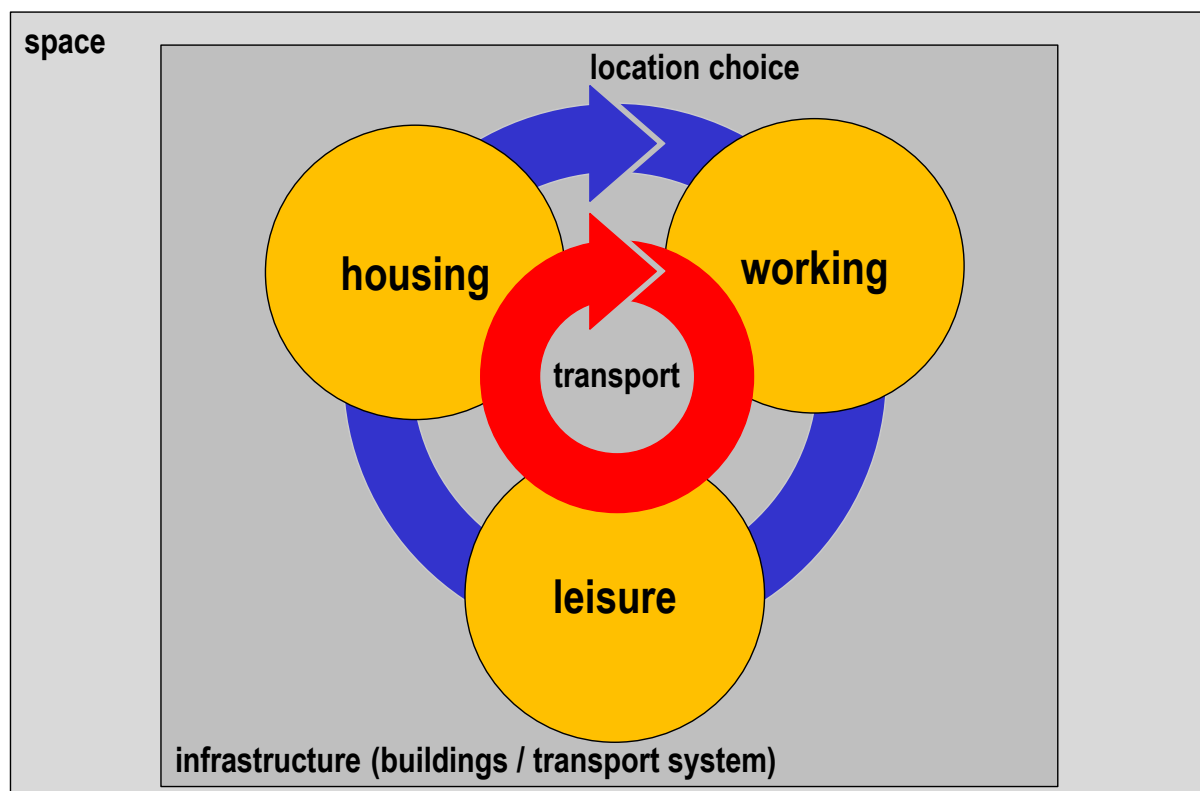 space
location choice
housing
working
transport
leisure
infrastructure (buildings / transport system)